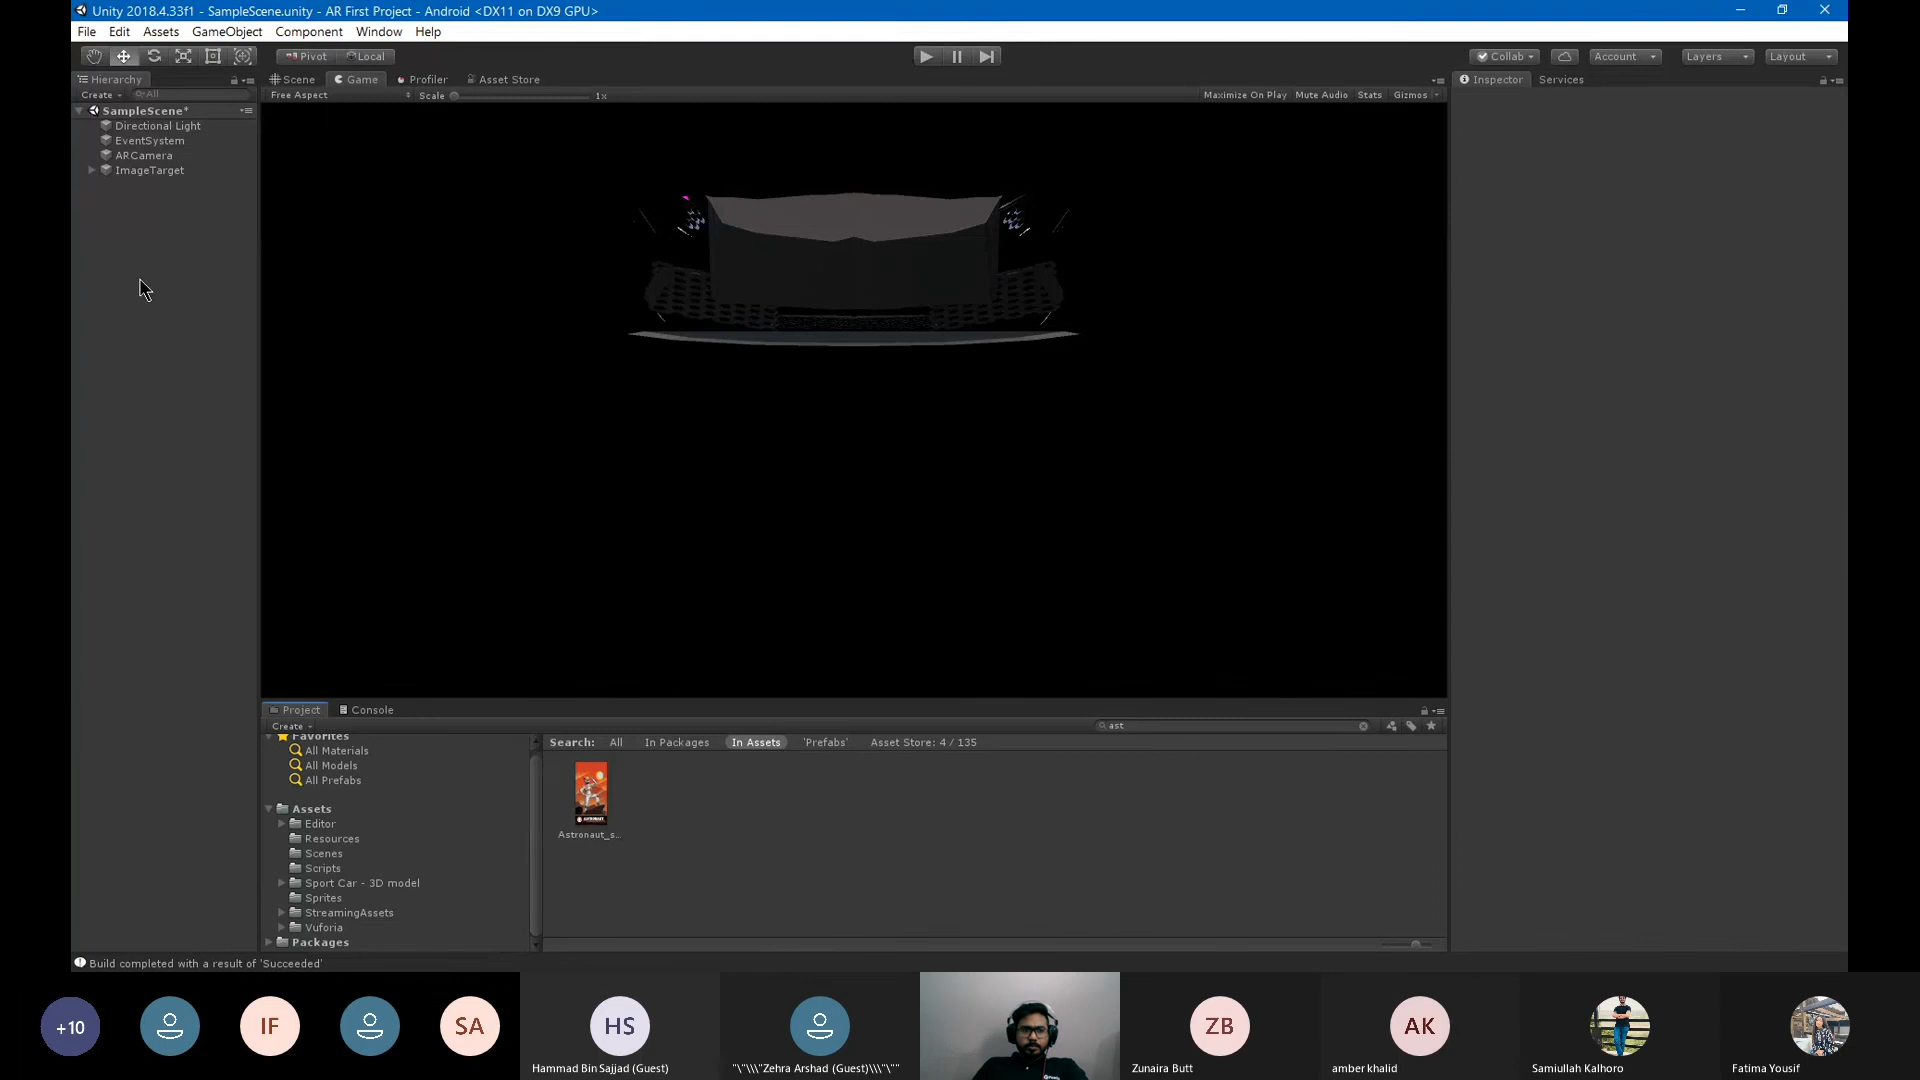 Unity 2018.4.33f1 - SampleScene.unity - AR First Project - Android <DX11 on DX9 GPU>
File Edit Assets GameObject Component Window Help
Pivot Local Collab Account Layers Layout
Hierarchy Scene Game Profiler Asset Store Inspector Services
Create All Free Aspect Scale 1x Maximize On Play Mute Audio Stats Gizmos
SampleScene*
Directional Light
EventSystem
ARCamera
ImageTarget
Project Console
Create ast
Favorites Search: All In Packages In Assets 'Prefabs' Asset Store: 4 / 135
All Materials
All Models
All Prefabs
Assets
Editor
Astronaut_s...
Resources
Scenes
Scripts
Sport Car - 3D model
Sprites
StreamingAssets
Vuforia
Packages
Build completed with a result of 'Succeeded'
+10 IF SA HS ZB AK
Hammad Bin Sajjad (Guest) "\"\\\"Zehra Arshad (Guest)\\\"\"" Zunaira Butt amber khalid Samiullah Kalhoro Fatima Yousif